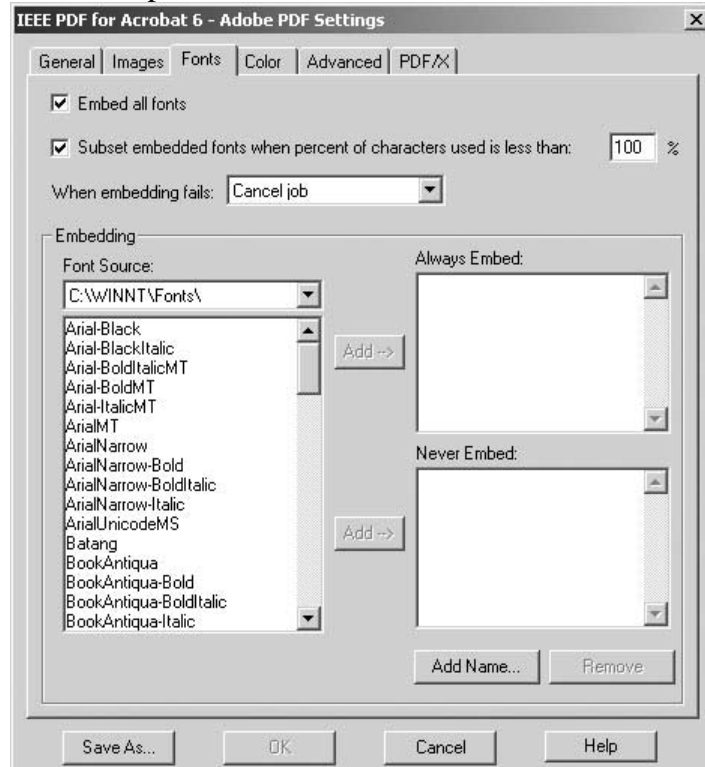 IEEE PDF for Acrobat 6 - Adobe PDF Settings
General Images Fonts Color Advanced PDF/X
Embed all fonts
Subset embedded fonts when percent of characters used is less than: 100 %
When embedding fails: Cancel job
Embedding
Font Source:
C:\WINNT\Fonts\
Arial-Black
Arial-BlackItalic
Arial-BoldItalicMT
Arial-BoldMT
Arial-ItalicMT
ArialMT
ArialNarrow
ArialNarrow-Bold
ArialNarrow-BoldItalic
ArialNarrow-Italic
ArialUnicodeMS
Batang
BookAntiqua
BookAntiqua-Bold
BookAntiqua-BoldItalic
BookAntiqua-Italic
Add -->
Add -->
Always Embed:
Never Embed:
Add Name... Remove
Save As... OK Cancel Help